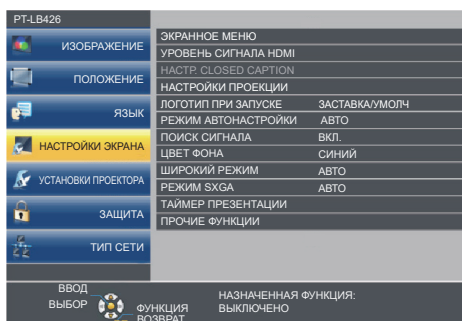 PT-LB426
ИЗОБРАЖЕНИЕ
ПОЛОЖЕНИЕ
ЯЗЫК
НАСТРОЙКИ ЭКРАНА
УСТАНОВКИ ПРОЕКТОРА
ЗАЩИТА
ТИП СЕТИ
ЭКРАННОЕ МЕНЮ
УРОВЕНЬ СИГНАЛА HDMI
НАСТР. CLOSED CAPTION
НАСТРОЙКИ ПРОЕКЦИИ
ЛОГОТИП ПРИ ЗАПУСКЕ ЗАСТАВКА/УМОЛЧ
РЕЖИМ АВТОНАСТРОЙКИ АВТО
ПОИСК СИГНАЛА ВКЛ.
ЦВЕТ ФОНА СИНИЙ
ШИРОКИЙ РЕЖИМ АВТО
РЕЖИМ SXGA АВТО
ТАЙМЕР ПРЕЗЕНТАЦИИ
ПРОЧИЕ ФУНКЦИИ
ВВОД
ВЫБОР
ФУНКЦИЯ
ВОЗВРАТ
НАЗНАЧЕННАЯ ФУНКЦИЯ:
ВЫКЛЮЧЕНО